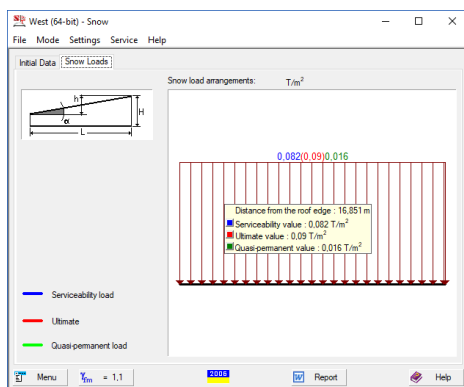 West (64-bit) - Snow
File Mode Settings Service Help
Initial Data Snow Loads
Snow load arrangements: T/m²
h H
α
L
0,082(0,09)0,016
Distance from the roof edge : 16,851 m
Serviceability value : 0,082 T/m²
Ultimate value : 0,09 T/m²
Quasi-permanent value : 0,016 T/m²
Serviceability load
Ultimate
Quasi-permanent load
Menu γfm = 1,1 2006 Report Help